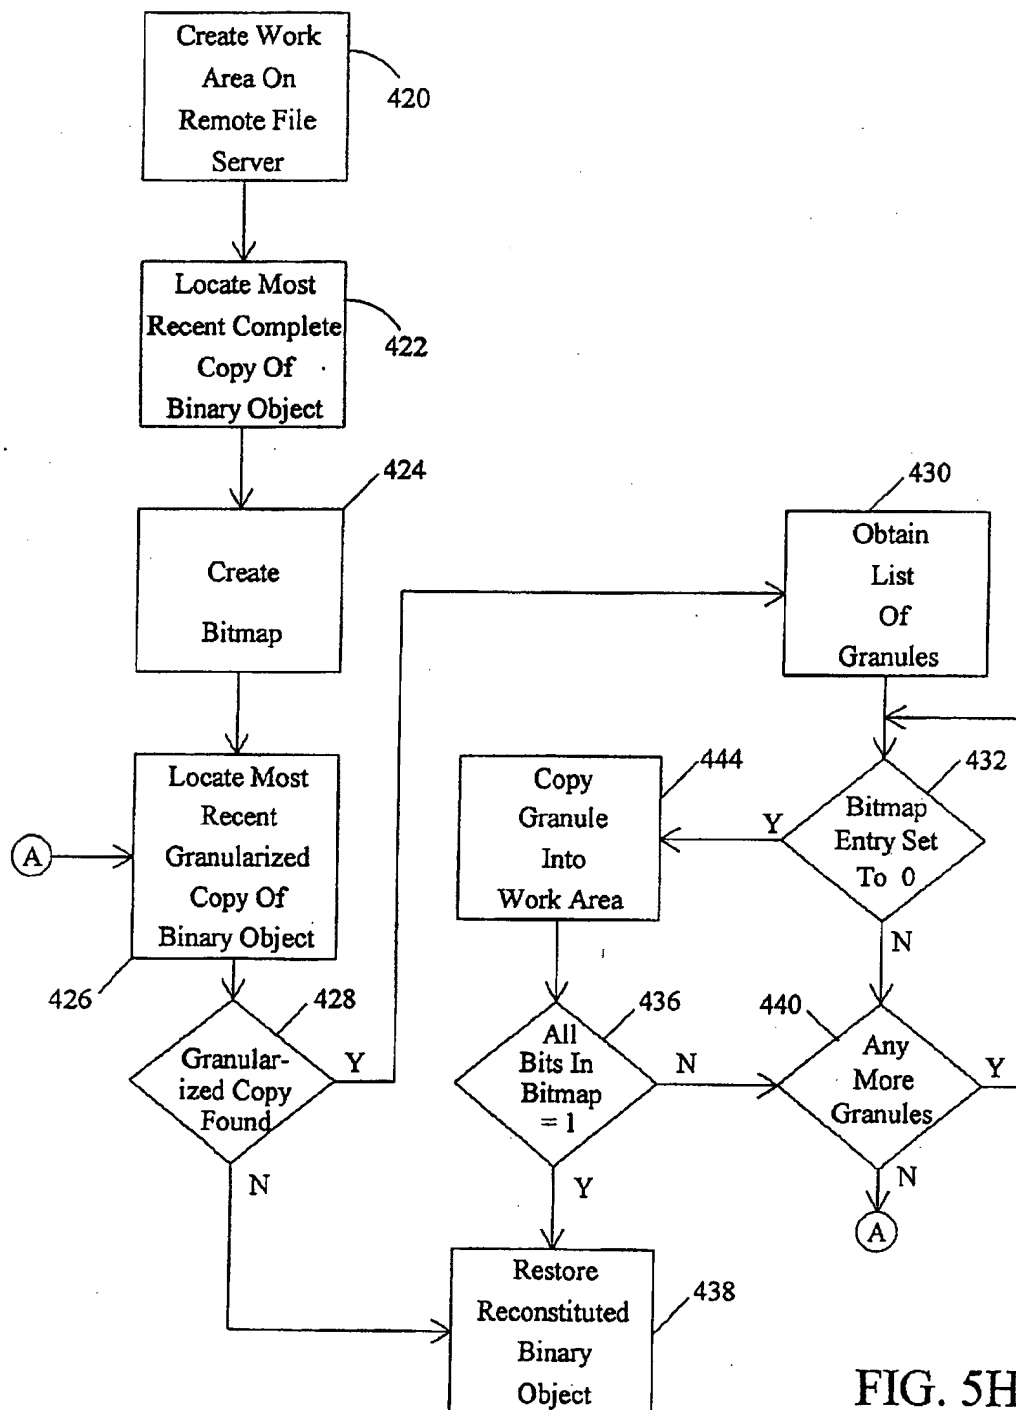 Create Work
Area On
Remote File
Server
420
Locate Most
Recent Complete
Copy Of
Binary Object
422
424
Create
Bitmap
430
Obtain
List
Of
Granules
A
Locate Most
Recent
Granularized
Copy Of
Binary Object
426
444
Copy
Granule
Into
Work Area
432
Bitmap
Entry Set
To 0
Y
N
428
Granular-
ized Copy
Found
Y
N
436
All
Bits In
Bitmap
= 1
N
Y
440
Any
More
Granules
Y
N
A
Restore
Reconstituted
Binary
Object
438
FIG. 5H